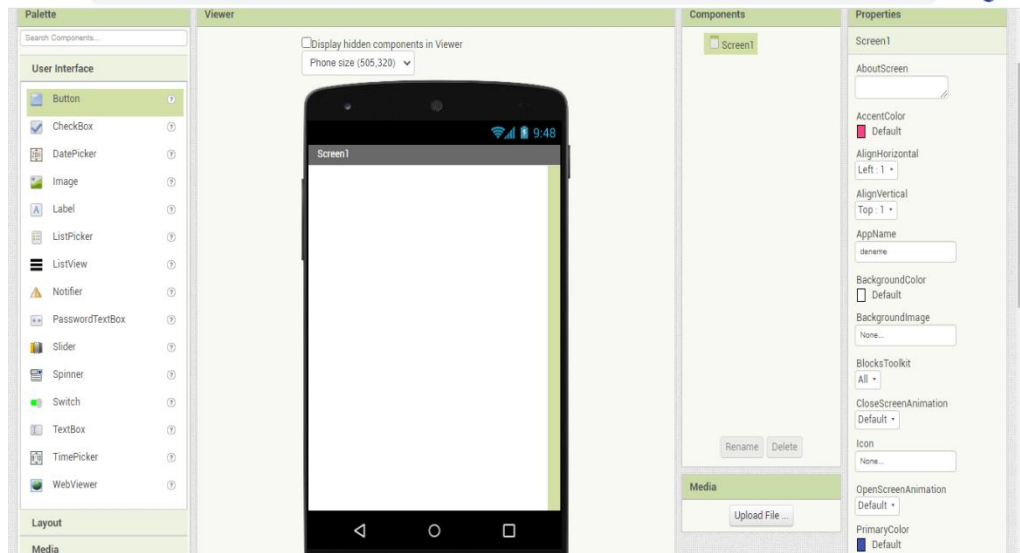 Palette
Search Components...
User Interface
Button
CheckBox
DatePicker
Image
Label
ListPicker
ListView
Notifier
PasswordTextBox
Slider
Spinner
Switch
TextBox
TimePicker
WebViewer
Layout
Media
Viewer
Display hidden components in Viewer
Phone size (505,320)
9:48
Screen1
Components
Screen1
Rename Delete
Media
Upload File ...
Properties
Screen1
AboutScreen
AccentColor
Default
AlignHorizontal
Left : 1
AlignVertical
Top : 1
AppName
deneme
BackgroundColor
Default
BackgroundImage
None...
BlocksToolkit
All
CloseScreenAnimation
Default
Icon
None...
OpenScreenAnimation
Default
PrimaryColor
Default